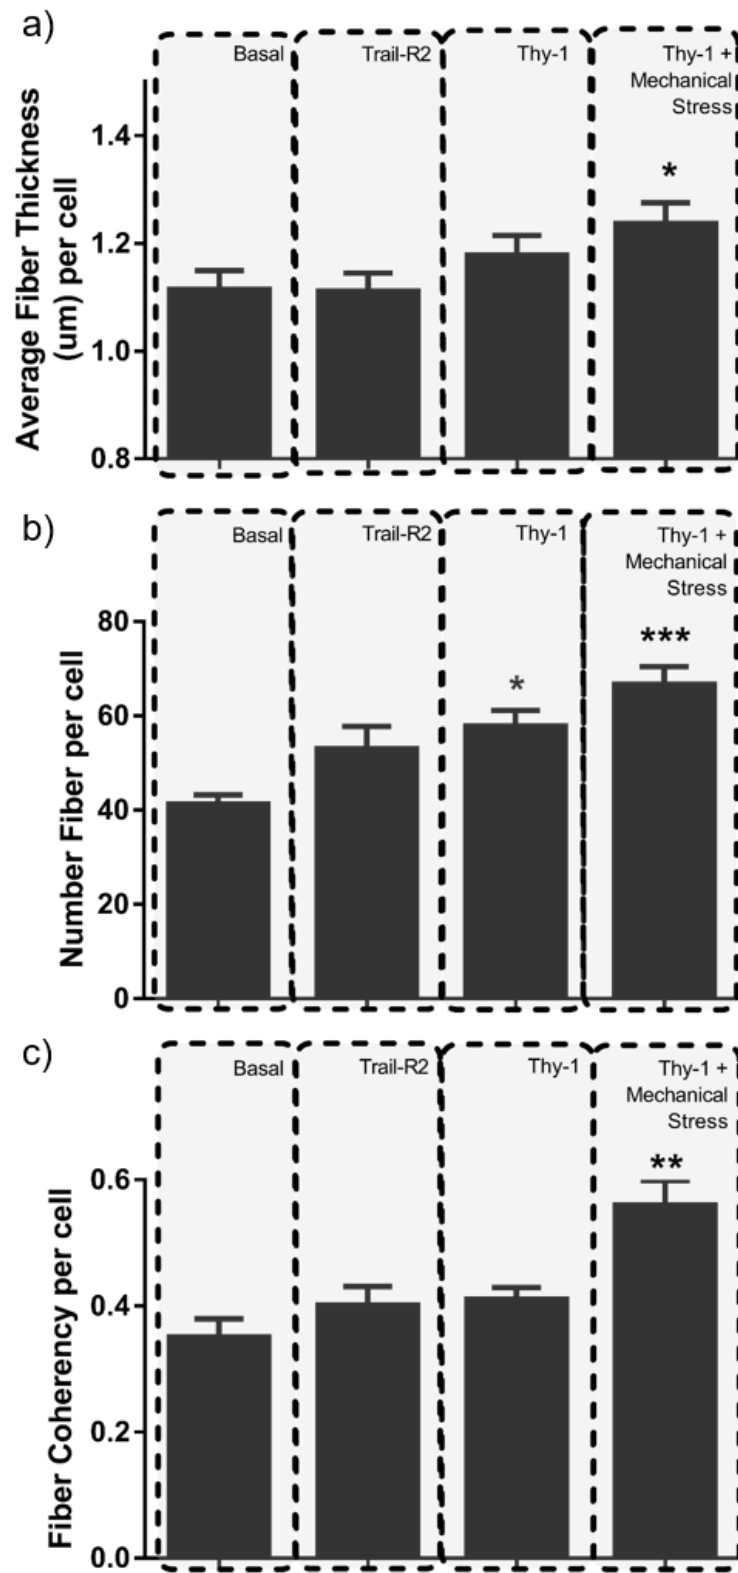 a)
Basal
Trail-R2
Thy-1
Thy-1 +
Mechanical
Stress
*
Average Fiber Thickness
(um) per cell
1.4
1.2
1.0
0.8
b)
Basal
Trail-R2
Thy-1
Thy-1 +
Mechanical
Stress
*
***
Number Fiber per cell
80
60
40
20
0
c)
Basal
Trail-R2
Thy-1
Thy-1 +
Mechanical
Stress
**
Fiber Coherency per cell
0.6
0.4
0.2
0.0